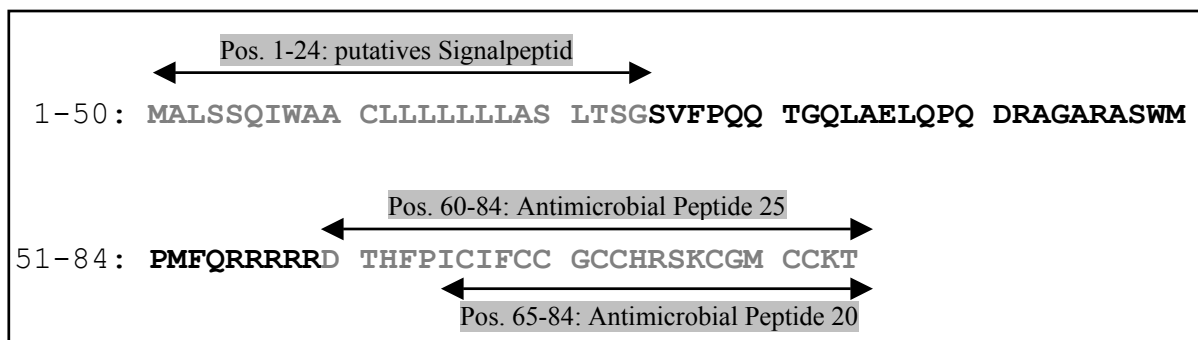 Pos. 1-24: putatives Signalpeptid
1-50: MALSSQIWAA CLLLLLLLAS LTSGSVFPQQ TGQLAELQPQ DRAGARASWM
Pos. 60-84: Antimicrobial Peptide 25
51-84: PMFQRRRRRD THFPICIFCC GCCHRSKCGM CCKT
Pos. 65-84: Antimicrobial Peptide 20